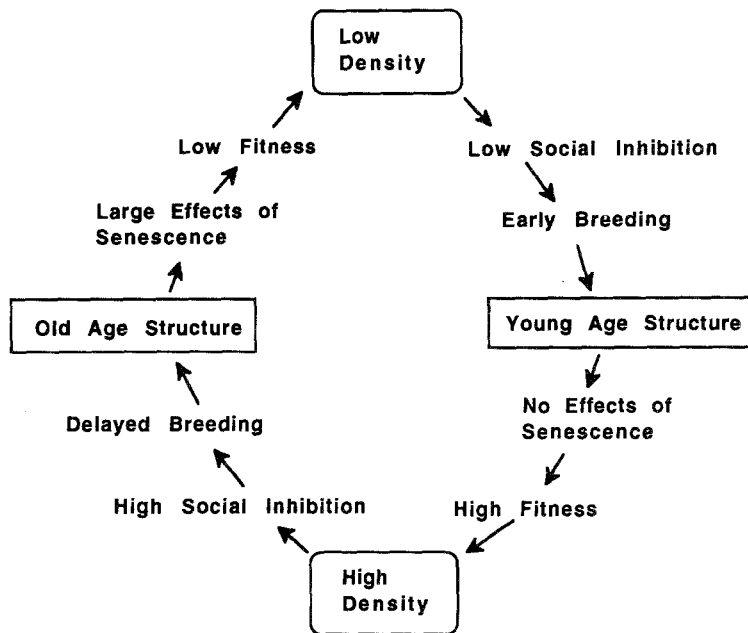 Low
Density
Low Social Inhibition
Early Breeding
Young Age Structure
No Effects of
Senescence
High Fitness
High
Density
High Social Inhibition
Delayed Breeding
Old Age Structure
Large Effects of
Senescence
Low Fitness